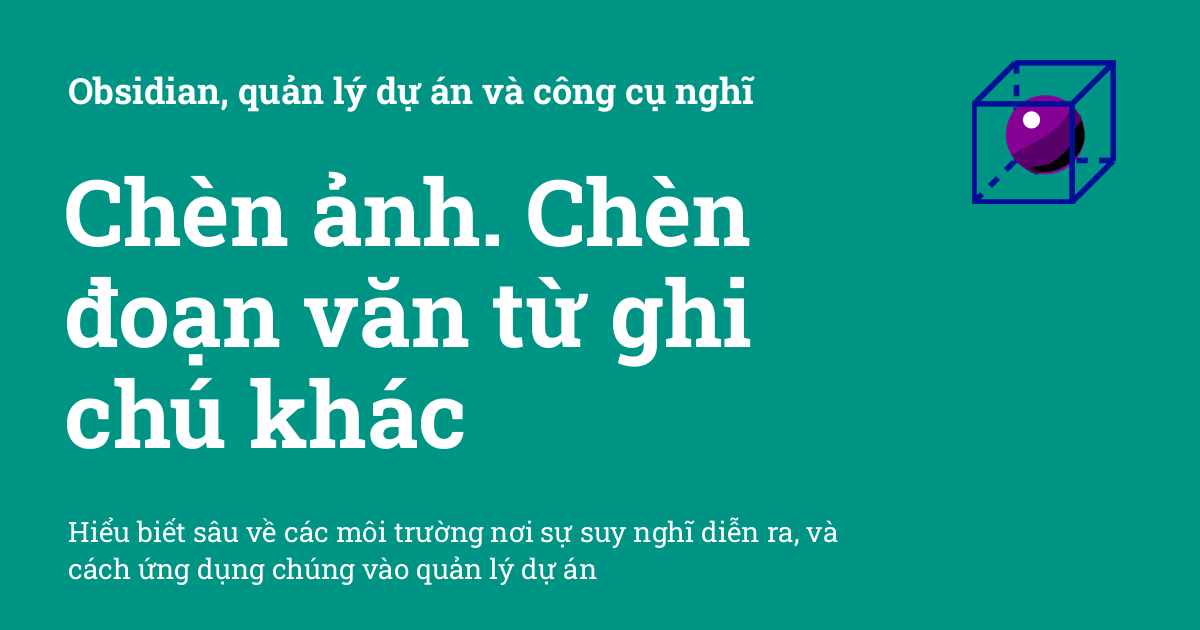 Obsidian, quản lý dự án và công cụ nghĩ
Chèn ảnh. Chèn
đoạn văn từ ghi
chú khác
Hiểu biết sâu về các môi trường nơi sự suy nghĩ diễn ra, và
cách ứng dụng chúng vào quản lý dự án